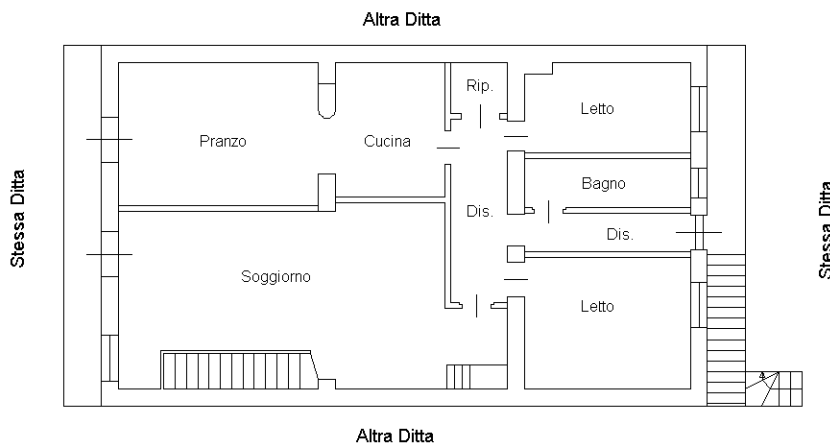 Altra Ditta
Rip.
Letto
Pranzo
Cucina
Bagno
Stessa Ditta
Dis.
Stessa Ditta
Dis.
Soggiorno
Letto
Altra Ditta